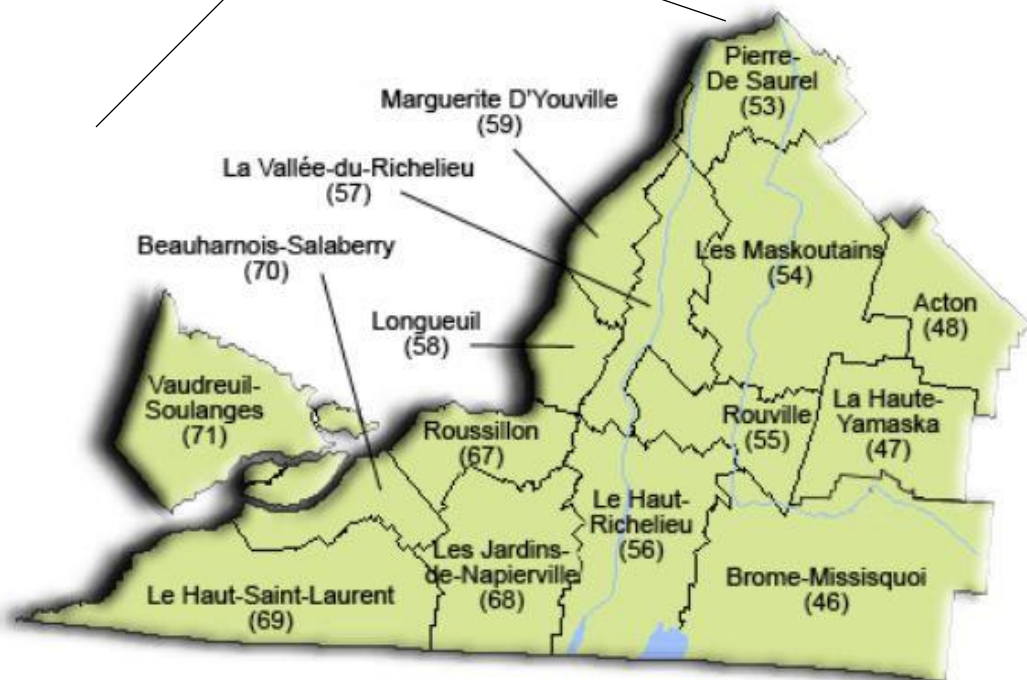 Pierre-
De Saurel
(53)
Marguerite D'Youville
(59)
La Vallée-du-Richelieu
(57)
Beauharnois-Salaberry
(70)
Les Maskoutains
(54)
Acton
(48)
Longueuil
(58)
Vaudreuil-
Soulanges
(71)
Roussillon
(67)
Rouville
(55)
La Haute-
Yamaska
(47)
Le Haut-
Richelieu
(56)
Les Jardins-
de-Napierville
(68)
Le Haut-Saint-Laurent
(69)
Brome-Missisquoi
(46)